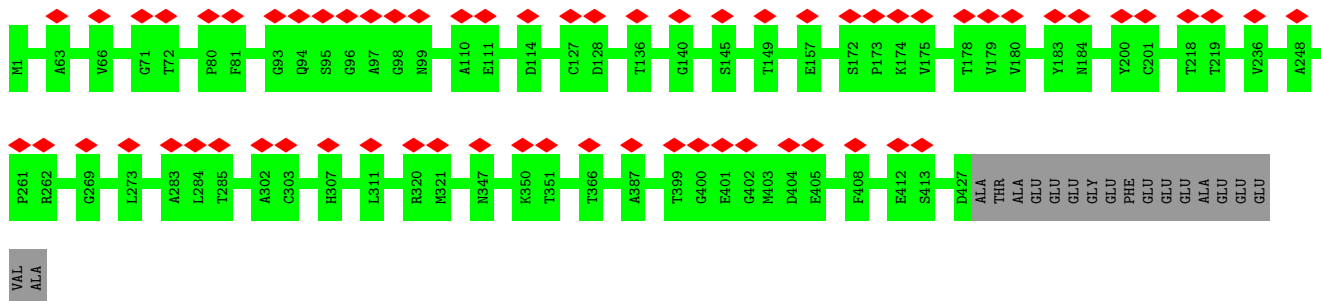 M1 A63 V66 G71 T72 P80 F81 G93 Q94 S95 G96 A97 G98 N99 A110 E111 D114 C127 D128 T136 G140 S145 T149 E157 S172 P173 K174 V175 T178 V179 V180 Y183 N184 Y200 C201 T218 T219 V236 A248
P261 R262 G269 L273 A283 L284 T285 A302 C303 H307 L311 R320 M321 N347 K350 T351 T366 A387 T399 G400 E401 G402 M403 D404 E405 F408 E412 S413 D427 ALA THR ALA GLU GLU GLU GLY GLU PHE GLU GLU GLU ALA GLU GLU GLU
VAL ALA